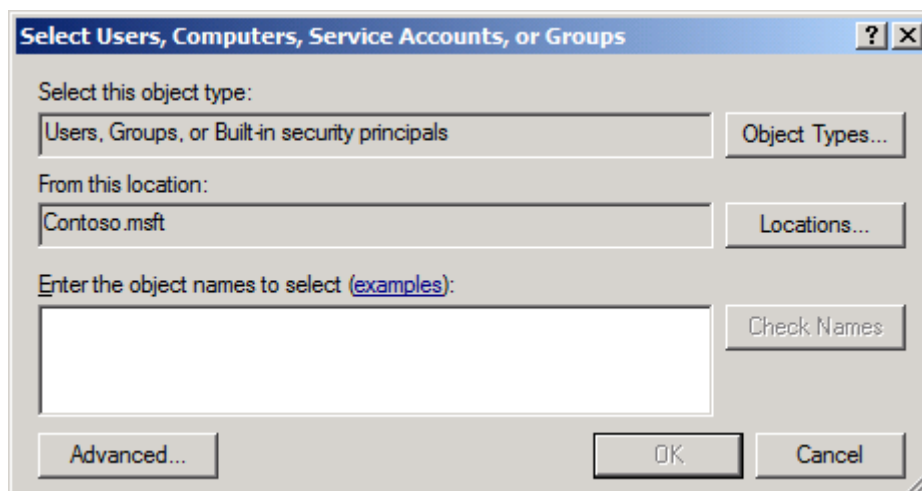 Select Users, Computers, Service Accounts, or Groups
Select this object type:
Users, Groups, or Built-in security principals
Object Types...
From this location:
Contoso.msft
Locations...
Enter the object names to select (examples):
Check Names
Advanced...
OK
Cancel